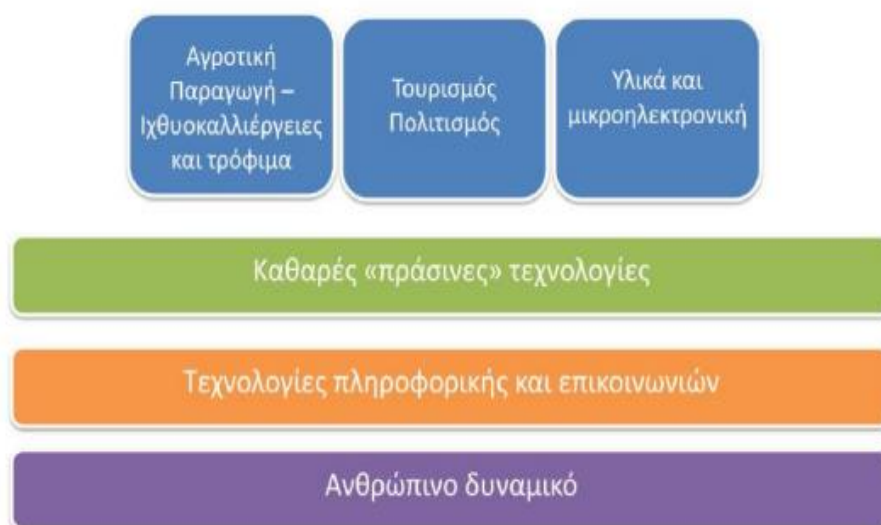 Αγροτική
Παραγωγή –
Ιχθυοκαλλιέργειες
και τρόφιμα
Τουρισμός
Πολιτισμός
Υλικά και
μικροηλεκτρονική
Καθαρές «πράσινες» τεχνολογίες
Τεχνολογίες πληροφορικής και επικοινωνιών
Ανθρώπινο δυναμικό